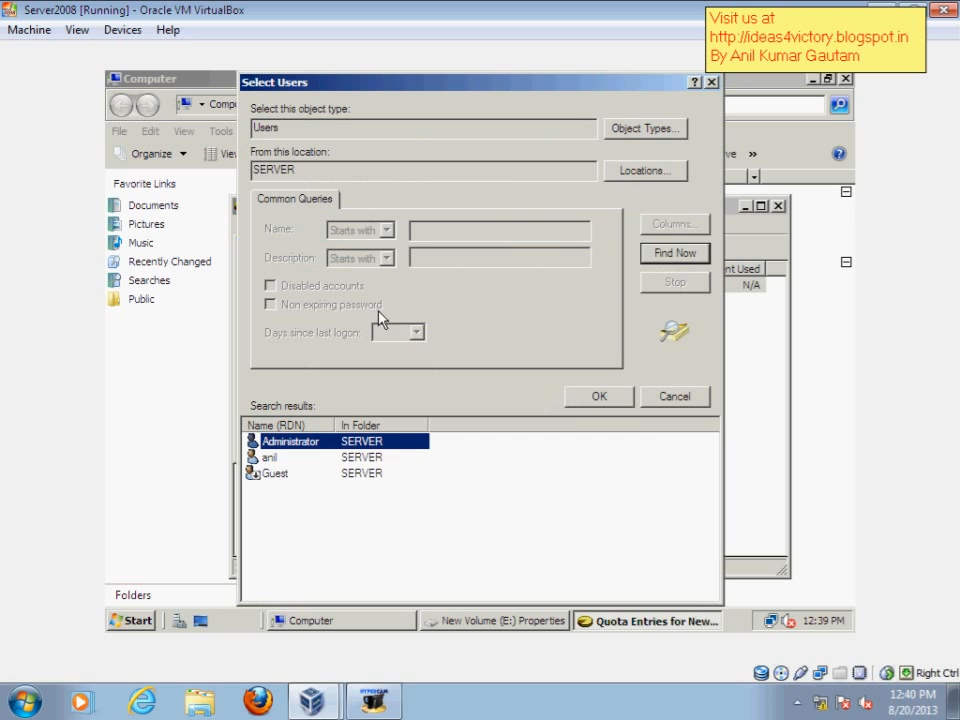 Server2008 [Running] - Oracle VM VirtualBox
Machine View Devices Help
Visit us at
http://ideas4victory.blogspot.in
By Anil Kumar Gautam
Computer
Select Users
Select this object type:
Users
Object Types...
From this location:
SERVER
Locations...
File Edit View Tools
Organize
Favorite Links
Documents
Pictures
Music
Recently Changed
Searches
Public
Folders
Common Queries
Name: Starts with
Description: Starts with
Disabled accounts
Non expiring password
Days since last logon:
Columns...
Find Now
Stop
N/A
OK Cancel
Search results:
Name (RDN) In Folder
Administrator SERVER
anil SERVER
Guest SERVER
Start
Computer
New Volume (E:) Properties
Quota Entries for New...
12:39 PM
Right Ctrl
HYPERCAM
12:40 PM
8/20/2013